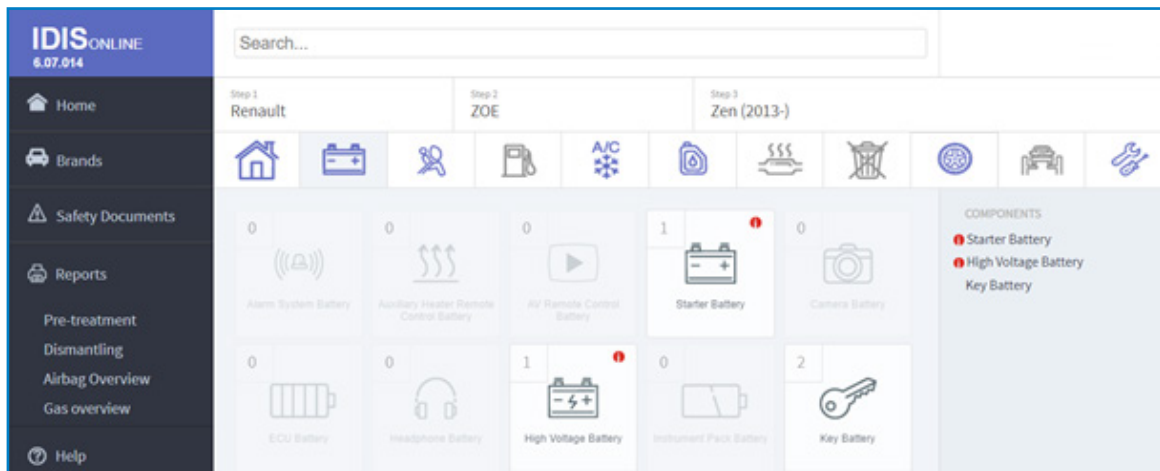 IDIS ONLINE
6.07.014
Search...
Home
Brands
Safety Documents
Reports
Pre-treatment
Dismantling
Airbag Overview
Gas overview
Help
Step 1
Renault
Step 2
ZOE
Step 3
Zen (2013-)
A/C
0
Alarm System Battery
0
Auxiliary Heater Remote
Control Battery
0
AV Remote Control
Battery
1
Starter Battery
0
Camera Battery
0
ECU Battery
0
Headphone Battery
1
High Voltage Battery
0
Instrument Pack Battery
2
Key Battery
COMPONENTS
Starter Battery
High Voltage Battery
Key Battery